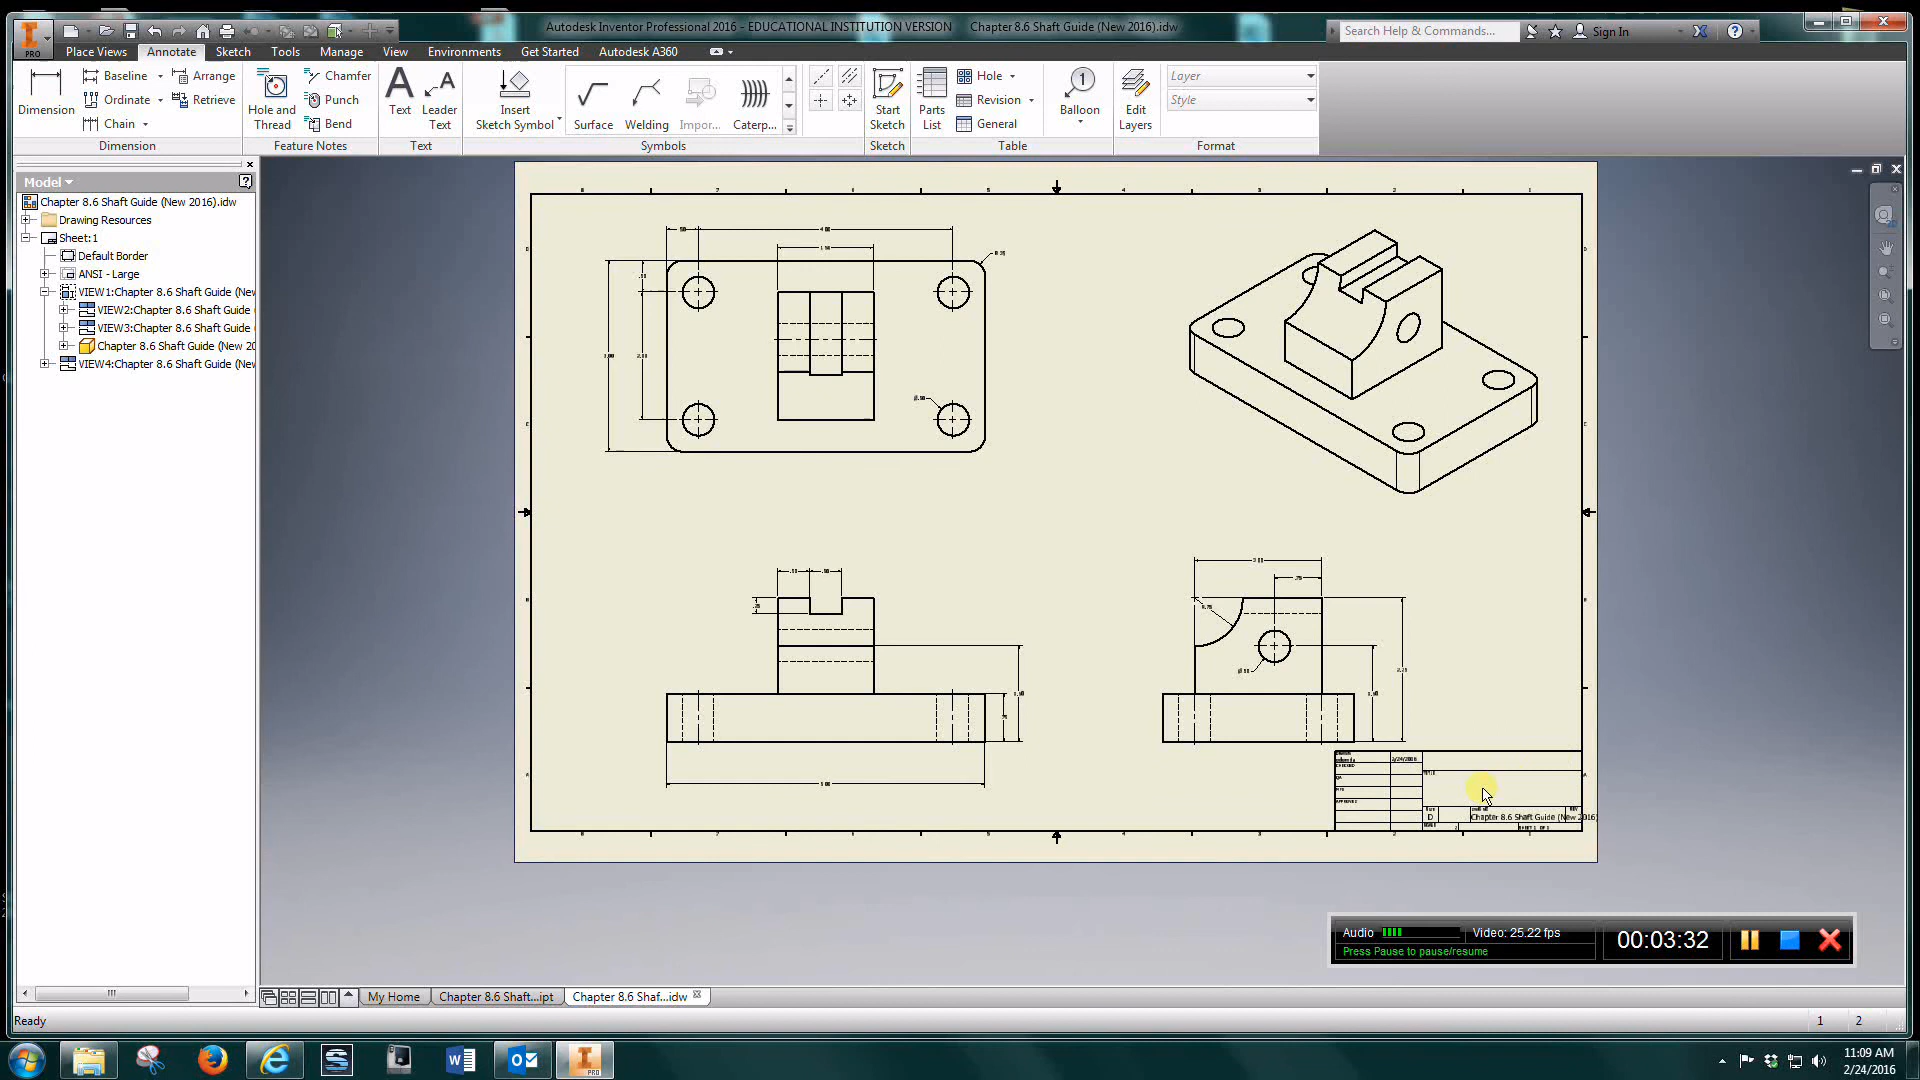 Autodesk Inventor Professional 2016 - EDUCATIONAL INSTITUTION VERSION Chapter 8.6 Shaft Guide (New 2016).idw
Search Help & Commands...
Sign In
PRO
Place Views Annotate Sketch Tools Manage View Environments Get Started Autodesk A360
Dimension
Baseline
Ordinate
Chain
Arrange
Retrieve
Dimension
Hole and Thread
Chamfer
Punch
Bend
Feature Notes
Text
Leader Text
Text
Insert Sketch Symbol
Surface
Welding
Impor...
Caterp...
Symbols
Start Sketch
Sketch
Parts List
Hole
Revision
General
Balloon
Table
Edit Layers
Layer
Style
Format
Model
Chapter 8.6 Shaft Guide (New 2016).idw
Drawing Resources
Sheet:1
Default Border
ANSI - Large
VIEW1:Chapter 8.6 Shaft Guide (Nev
VIEW2:Chapter 8.6 Shaft Guide
VIEW3:Chapter 8.6 Shaft Guide
Chapter 8.6 Shaft Guide (New 20
VIEW4:Chapter 8.6 Shaft Guide (Nev
2/24/2016
D
Chapter 8.6 Shaft Guide (New 2016)
Audio
Video: 25.22 fps
Press Pause to pause/resume
00:03:32
My Home
Chapter 8.6 Shaft...ipt
Chapter 8.6 Shaf...idw
Ready
1 2
11:09 AM
2/24/2016